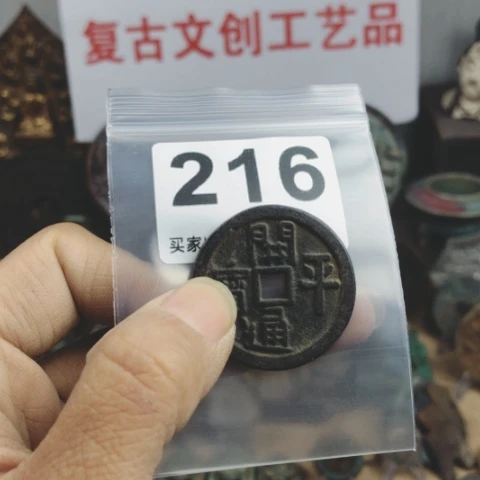 复古文创工艺品
216
买家
開平
通寶